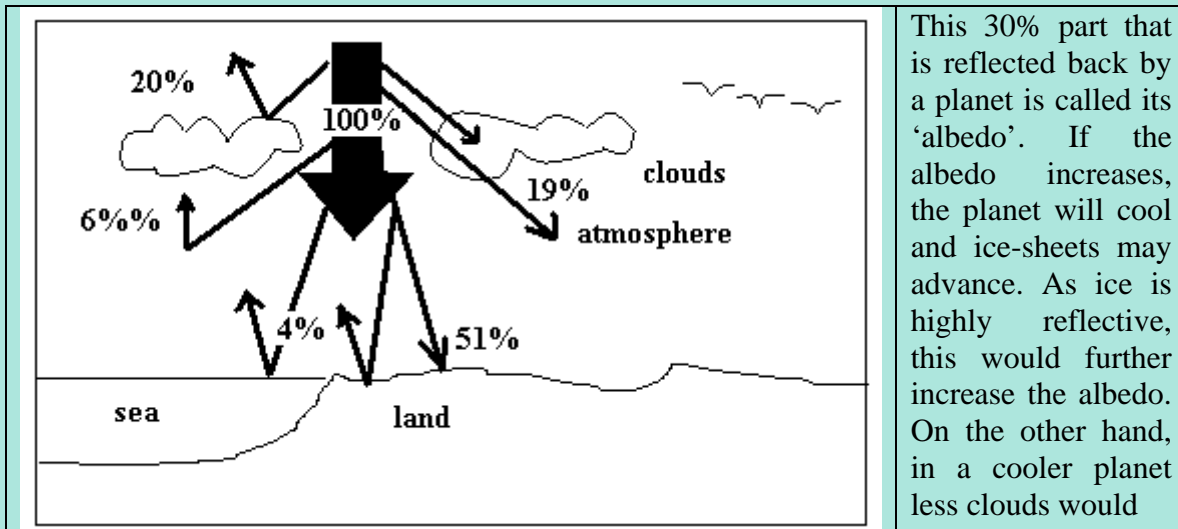 20%
100%
clouds
19%
6%%
atmosphere
4%
51%
sea
land
This 30% part that
is reflected back by
a planet is called its
‘albedo’. If the
albedo increases,
the planet will cool
and ice-sheets may
advance. As ice is
highly reflective,
this would further
increase the albedo.
On the other hand,
in a cooler planet
less clouds would